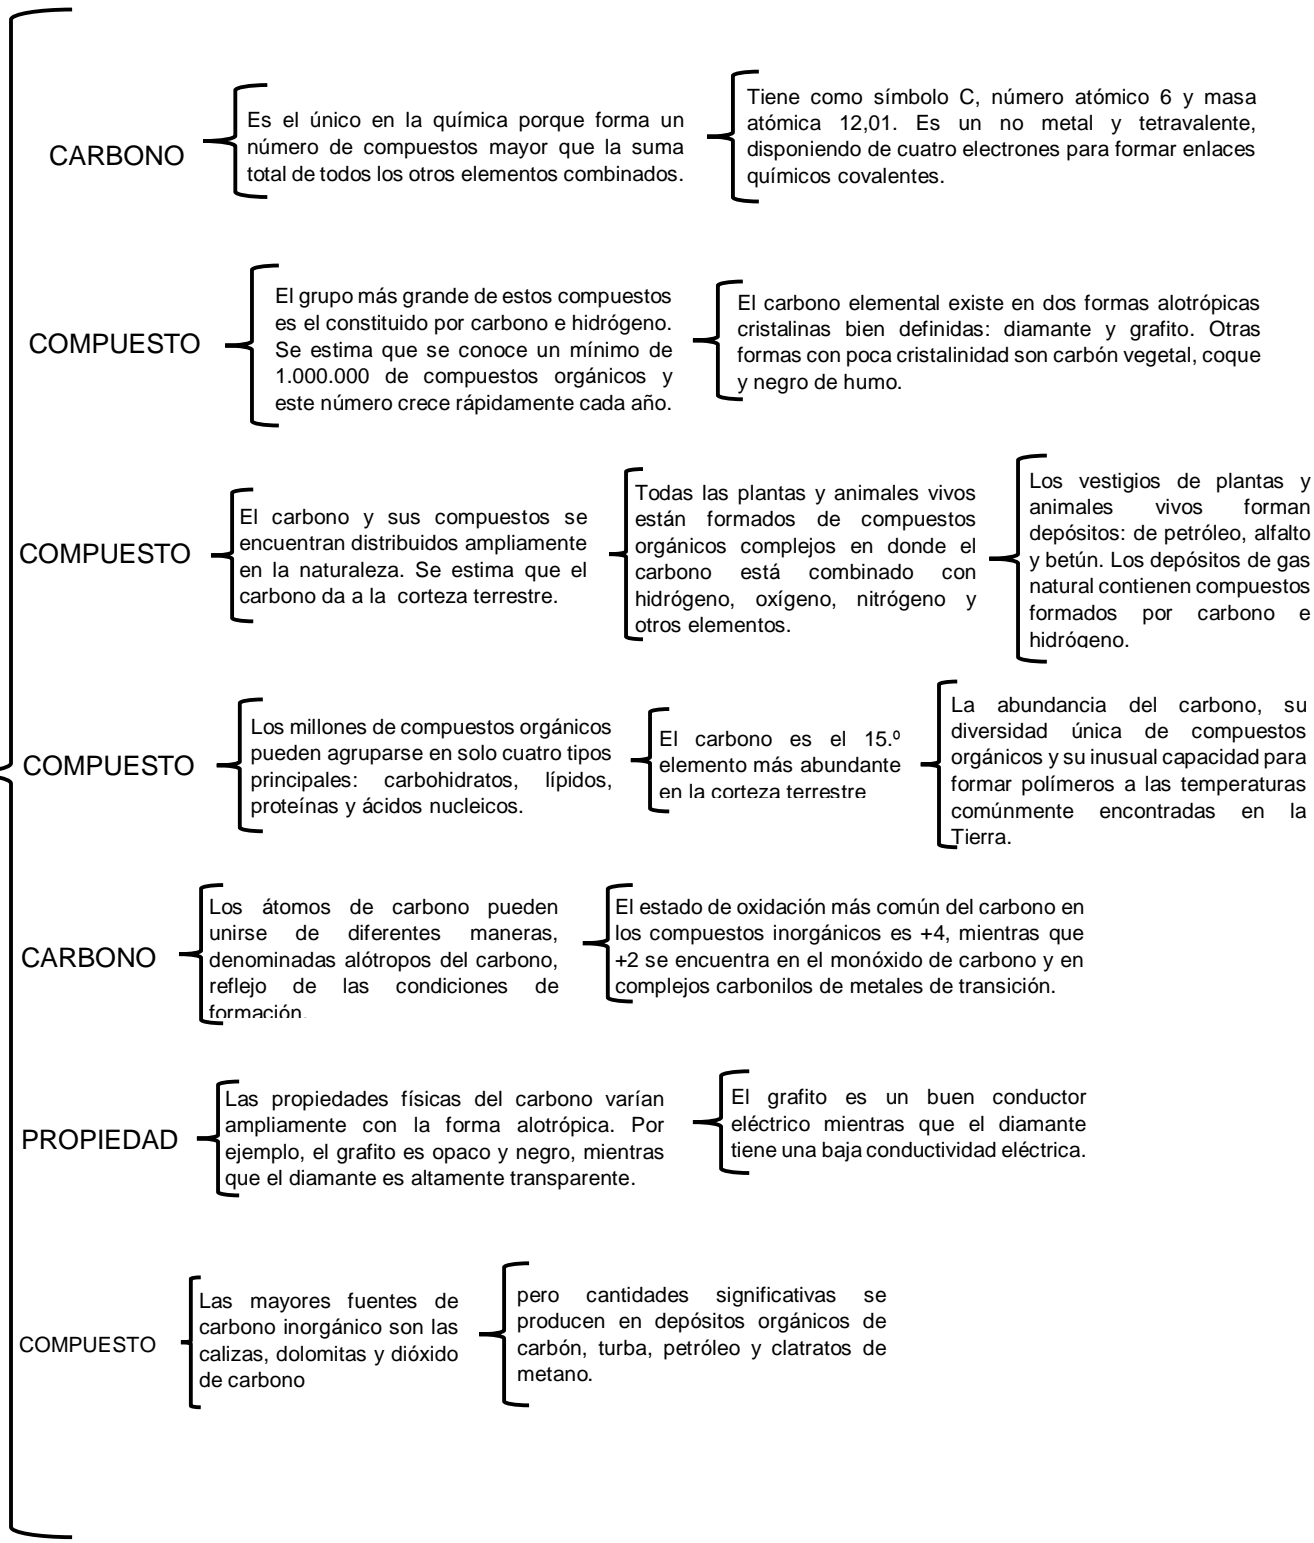 CARBONO
Es el único en la química porque forma un
número de compuestos mayor que la suma
total de todos los otros elementos combinados.
Tiene como símbolo C, número atómico 6 y masa
atómica 12,01. Es un no metal y tetravalente,
disponiendo de cuatro electrones para formar enlaces
químicos covalentes.
COMPUESTO
El grupo más grande de estos compuestos
es el constituido por carbono e hidrógeno.
Se estima que se conoce un mínimo de
1.000.000 de compuestos orgánicos y
este número crece rápidamente cada año.
El carbono elemental existe en dos formas alotrópicas
cristalinas bien definidas: diamante y grafito. Otras
formas con poca cristalinidad son carbón vegetal, coque
y negro de humo.
COMPUESTO
El carbono y sus compuestos se
encuentran distribuidos ampliamente
en la naturaleza. Se estima que el
carbono da a la corteza terrestre.
Todas las plantas y animales vivos
están formados de compuestos
orgánicos complejos en donde el
carbono está combinado con
hidrógeno, oxígeno, nitrógeno y
otros elementos.
Los vestigios de plantas y
animales vivos forman
depósitos: de petróleo, alfalto
y betún. Los depósitos de gas
natural contienen compuestos
formados por carbono e
hidrógeno.
COMPUESTO
Los millones de compuestos orgánicos
pueden agruparse en solo cuatro tipos
principales: carbohidratos, lípidos,
proteínas y ácidos nucleicos.
El carbono es el 15.º
elemento más abundante
en la corteza terrestre
La abundancia del carbono, su
diversidad única de compuestos
orgánicos y su inusual capacidad para
formar polímeros a las temperaturas
comúnmente encontradas en la
Tierra.
CARBONO
Los átomos de carbono pueden
unirse de diferentes maneras,
denominadas alótropos del carbono,
reflejo de las condiciones de
formación.
El estado de oxidación más común del carbono en
los compuestos inorgánicos es +4, mientras que
+2 se encuentra en el monóxido de carbono y en
complejos carbonilos de metales de transición.
PROPIEDAD
Las propiedades físicas del carbono varían
ampliamente con la forma alotrópica. Por
ejemplo, el grafito es opaco y negro, mientras
que el diamante es altamente transparente.
El grafito es un buen conductor
eléctrico mientras que el diamante
tiene una baja conductividad eléctrica.
COMPUESTO
Las mayores fuentes de
carbono inorgánico son las
calizas, dolomitas y dióxido
de carbono
pero cantidades significativas se
producen en depósitos orgánicos de
carbón, turba, petróleo y clatratos de
metano.